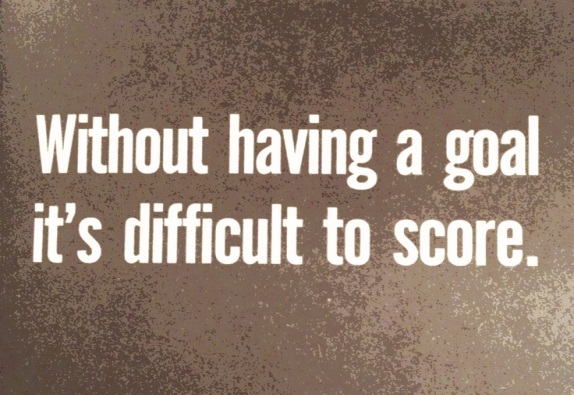 Without having a goal
it's difficult to score.